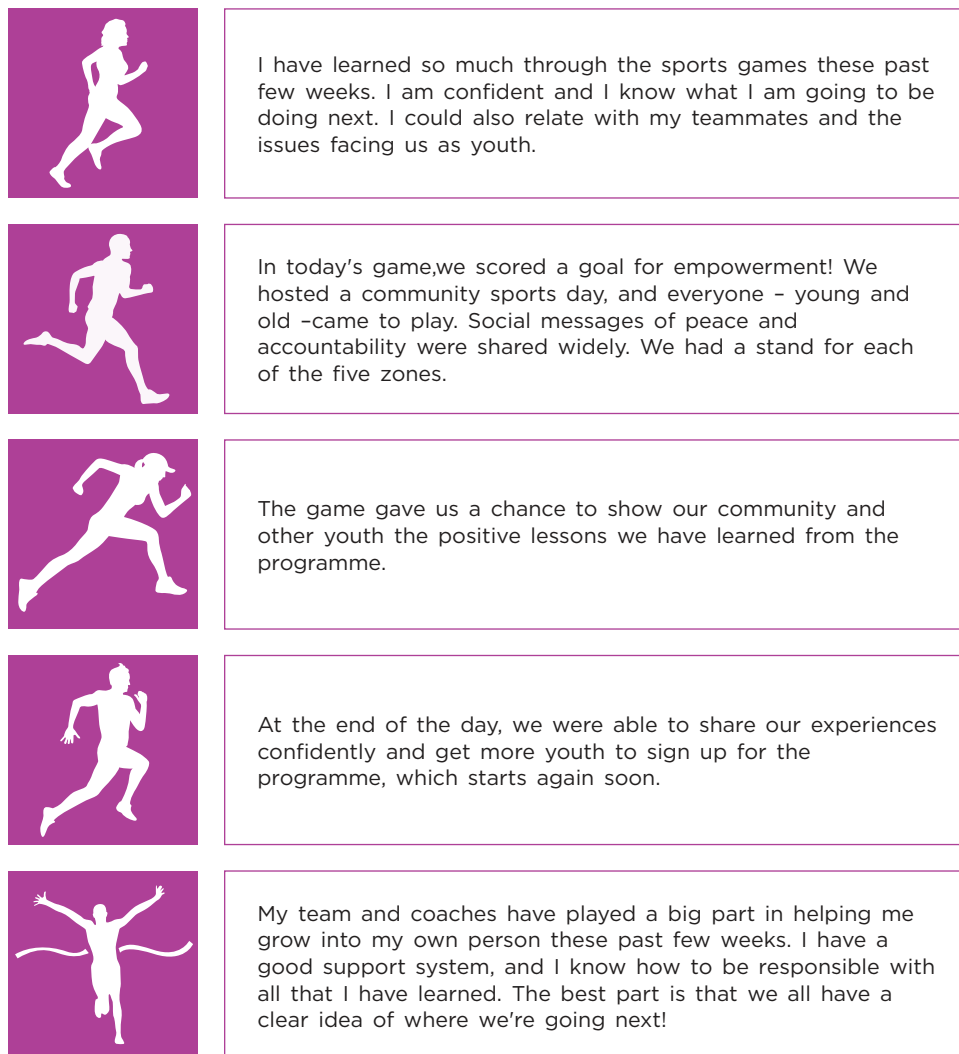 I have learned so much through the sports games these past
few weeks. I am confident and I know what I am going to be
doing next. I could also relate with my teammates and the
issues facing us as youth.
In today's game,we scored a goal for empowerment! We
hosted a community sports day, and everyone – young and
old –came to play. Social messages of peace and
accountability were shared widely. We had a stand for each
of the five zones.
The game gave us a chance to show our community and
other youth the positive lessons we have learned from the
programme.
At the end of the day, we were able to share our experiences
confidently and get more youth to sign up for the
programme, which starts again soon.
My team and coaches have played a big part in helping me
grow into my own person these past few weeks. I have a
good support system, and I know how to be responsible with
all that I have learned. The best part is that we all have a
clear idea of where we're going next!